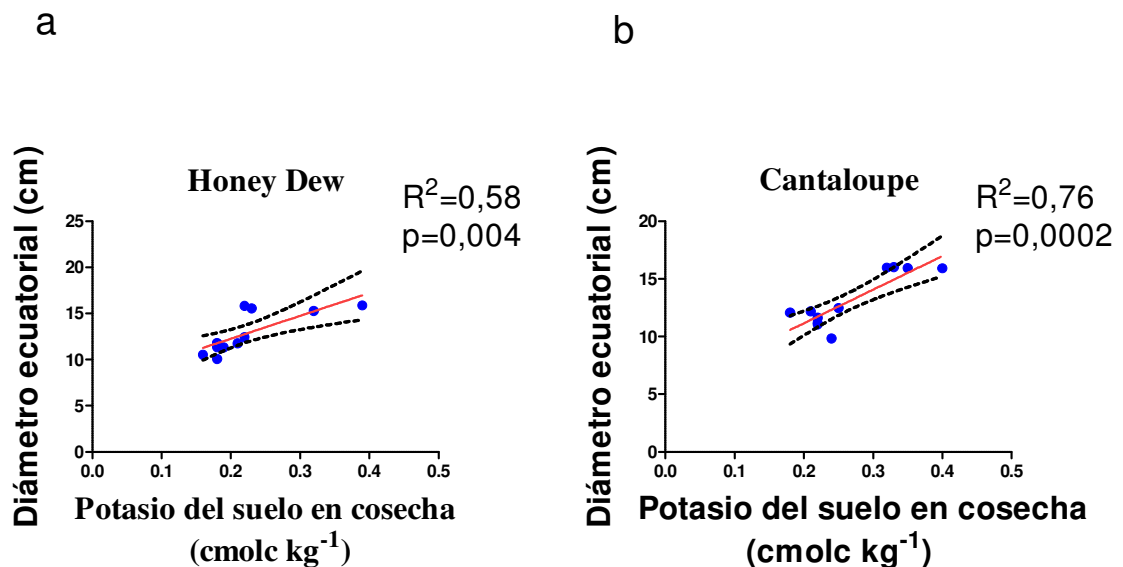 a
Honey Dew
R²=0,58
p=0,004
Diámetro ecuatorial (cm)
25
20
15
10
5
0
0.0 0.1 0.2 0.3 0.4 0.5
Potasio del suelo en cosecha
(cmolc kg⁻¹)
b
Cantaloupe
R²=0,76
p=0,0002
Diámetro ecuatorial (cm)
20
15
10
5
0
0.0 0.1 0.2 0.3 0.4 0.5
Potasio del suelo en cosecha
(cmolc kg⁻¹)